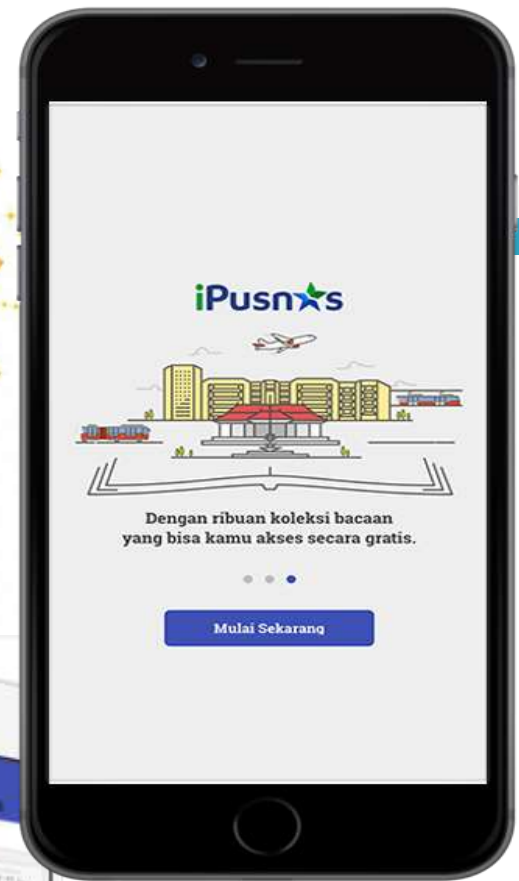 iPusnas
Dengan ribuan koleksi bacaan
yang bisa kamu akses secara gratis.
Mulai Sekarang